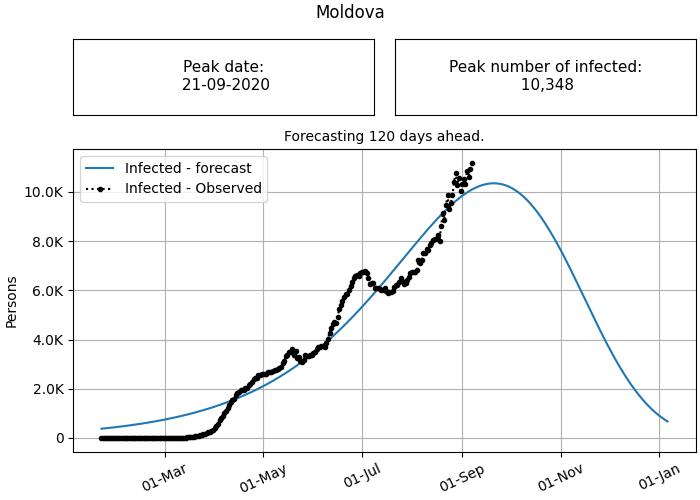 Moldova
Peak date:
21-09-2020
Peak number of infected:
10,348
Forecasting 120 days ahead.
Infected - forecast
Infected - Observed
10.0K
8.0K
6.0K
4.0K
2.0K
0
Persons
01-Mar
01-May
01-Jul
01-Sep
01-Nov
01-Jan